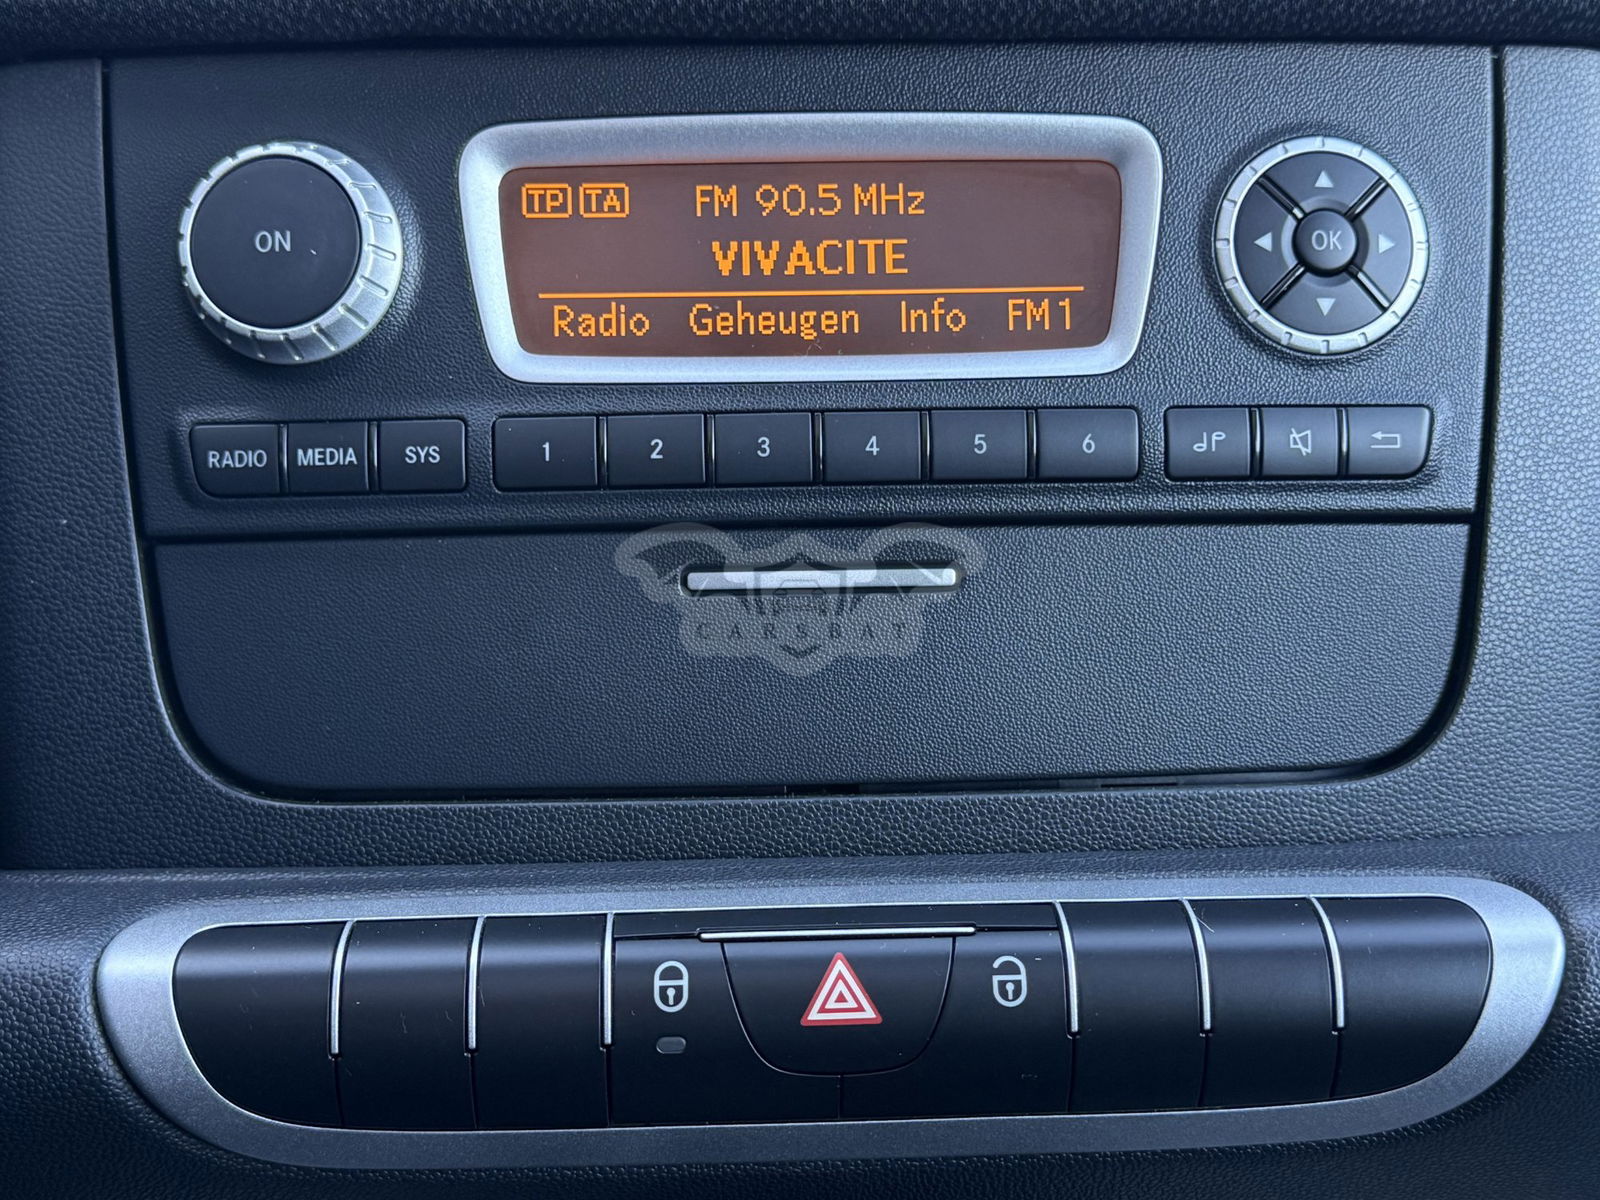 TP TA FM 90.5 MHz
VIVACITE
Radio Geheugen Info FM1
ON
OK
RADIO MEDIA SYS 1 2 3 4 5 6
CARSBAT